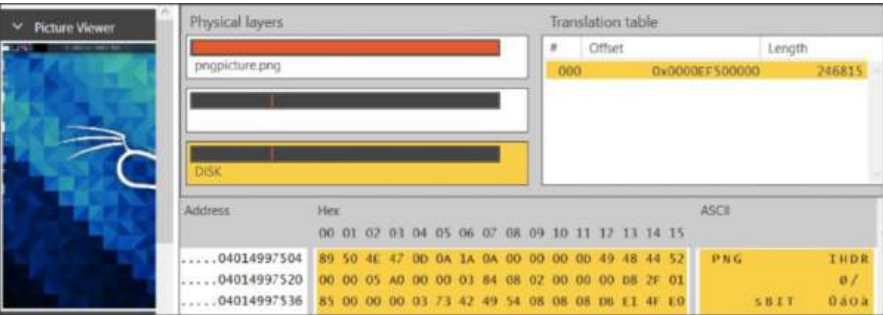 Picture Viewer
Physical layers
pngpicture.png
DISK
Translation table
# Offset Length
000 0x0000EF500000 246815
Address Hex ASCII
00 01 02 03 04 05 06 07 08 09 10 11 12 13 14 15
.....04014997504 89 50 4E 47 0D 0A 1A 0A 00 00 00 0D 49 48 44 52 PNG IHDR
.....04014997520 00 00 05 A0 00 00 03 84 08 02 00 00 00 DB 2F 01 Ø/
.....04014997536 85 00 00 00 03 73 42 49 54 08 08 08 DB E1 4F E0 sBIT ÛáOà